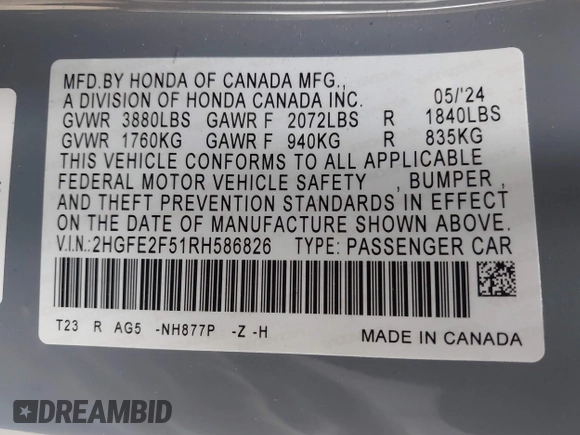 MFD.BY HONDA OF CANADA MFG.,
A DIVISION OF HONDA CANADA INC. 05/'24
GVWR 3880LBS GAWR F 2072LBS R 1840LBS
GVWR 1760KG GAWR F 940KG R 835KG
THIS VEHICLE CONFORMS TO ALL APPLICABLE
FEDERAL MOTOR VEHICLE SAFETY , BUMPER ,
AND THEFT PREVENTION STANDARDS IN EFFECT
ON THE DATE OF MANUFACTURE SHOWN ABOVE.
V.I.N.:2HGFE2F51RH586826 TYPE: PASSENGER CAR
T23 R AG5 -NH877P -Z -H
MADE IN CANADA
DREAMBID